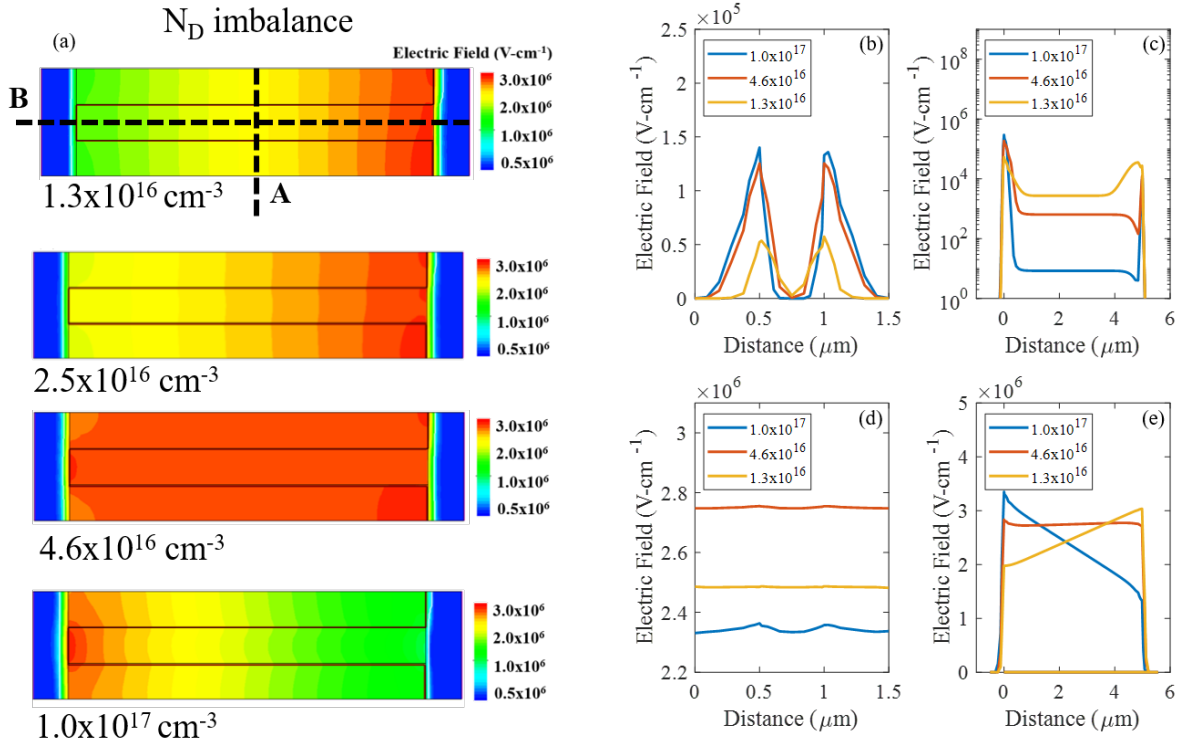 N_D imbalance
(a)
Electric Field (V-cm⁻¹)
3.0x10⁶
2.0x10⁶
1.0x10⁶
0.5x10⁶
B
A
1.3x10¹⁶ cm⁻³
3.0x10⁶
2.0x10⁶
1.0x10⁶
0.5x10⁶
2.5x10¹⁶ cm⁻³
3.0x10⁶
2.0x10⁶
1.0x10⁶
0.5x10⁶
4.6x10¹⁶ cm⁻³
3.0x10⁶
2.0x10⁶
1.0x10⁶
0.5x10⁶
1.0x10¹⁷ cm⁻³
×10⁵
(b)
1.0x10¹⁷
4.6x10¹⁶
1.3x10¹⁶
Electric Field (V-cm⁻¹)
2.5
2
1.5
1
0.5
0
0 0.5 1 1.5
Distance (μm)
(c)
1.0x10¹⁷
4.6x10¹⁶
1.3x10¹⁶
Electric Field (V-cm⁻¹)
10⁸
10⁶
10⁴
10²
10⁰
0 2 4 6
Distance (μm)
×10⁶
(d)
1.0x10¹⁷
4.6x10¹⁶
1.3x10¹⁶
Electric Field (V-cm⁻¹)
3
2.8
2.6
2.4
2.2
0 0.5 1 1.5
Distance (μm)
×10⁶
(e)
1.0x10¹⁷
4.6x10¹⁶
1.3x10¹⁶
Electric Field (V-cm⁻¹)
5
4
3
2
1
0
0 2 4 6
Distance (μm)